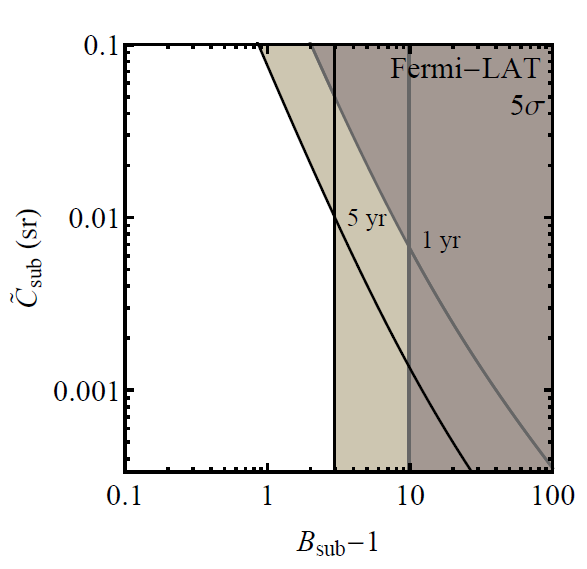 0.1
Fermi−LAT
5σ
0.01
5 yr
1 yr
C̃sub (sr)
0.001
0.1 1 10 100
Bsub−1